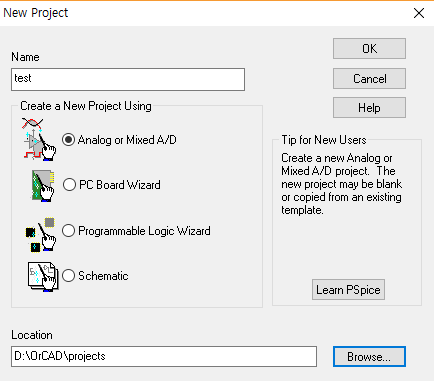 New Project
Name
OK
test
Cancel
Help
Create a New Project Using
Analog or Mixed A/D
PC Board Wizard
Programmable Logic Wizard
Schematic
Tip for New Users
Create a new Analog or
Mixed A/D project. The
new project may be blank
or copied from an existing
template.
Learn PSpice
Location
D:\OrCAD\projects
Browse...